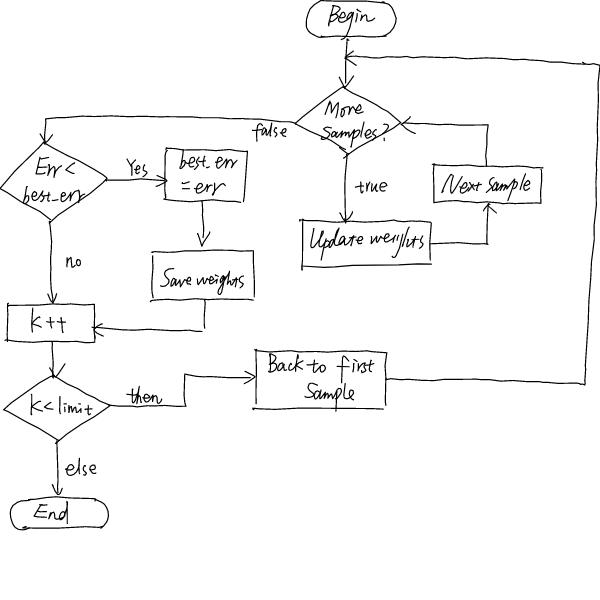 Begin
More
Samples?
false
true
Update weights
Next Sample
Err <
best_err
Yes
best_err
=err
Save weights
no
k++
k<limit
then
Back to first
Sample
else
End